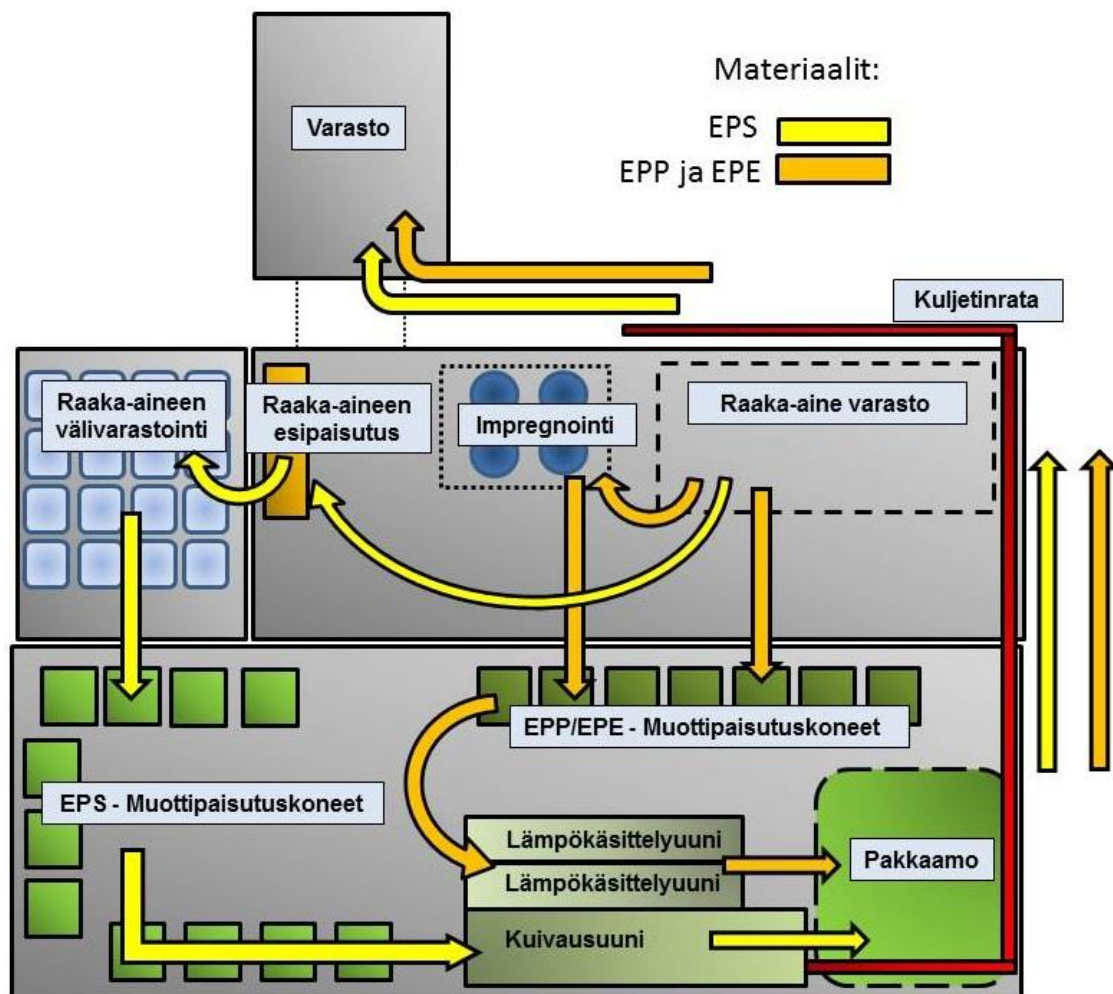 Materiaalit:
EPS
EPP ja EPE
Varasto
Kuljetinrata
Raaka-aineen
välivarastointi
Raaka-aineen
esipaisutus
Impregnointi
Raaka-aine varasto
EPP/EPE - Muottipaisutuskoneet
EPS - Muottipaisutuskoneet
Lämpökäsittelyuuni
Lämpökäsittelyuuni
Kuivausuuni
Pakkaamo